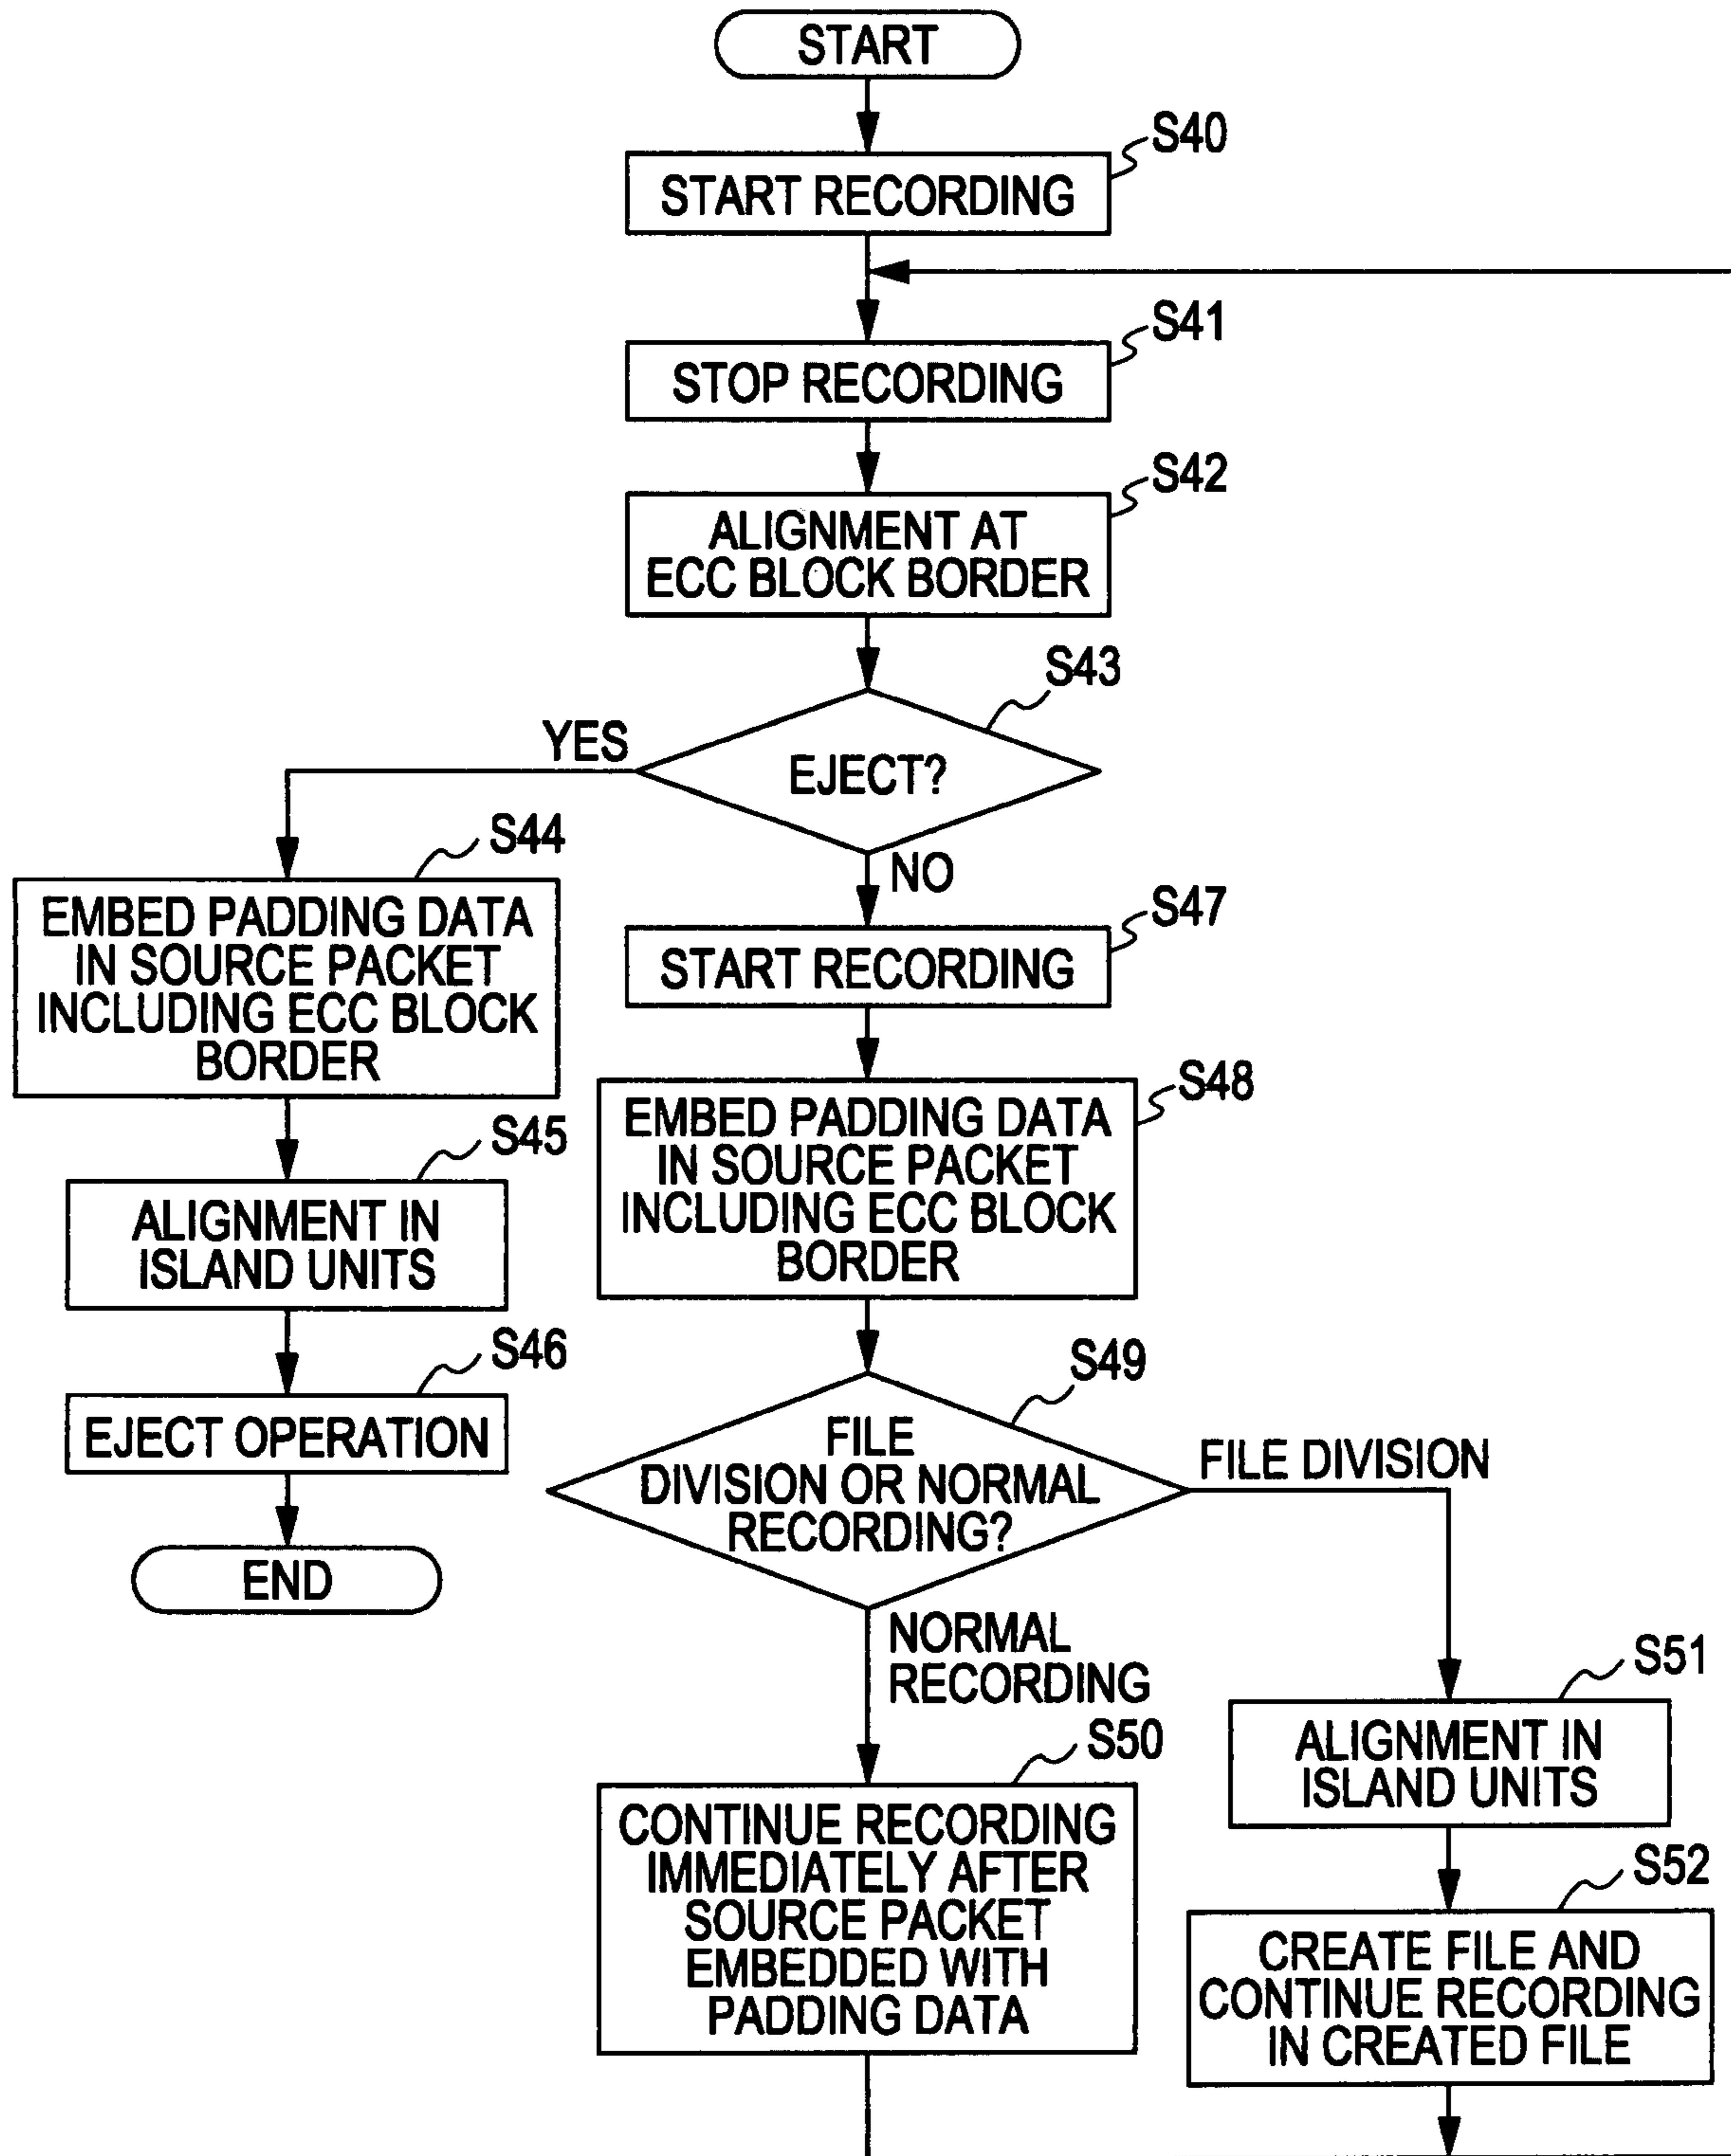 START
S40
START RECORDING
S41
STOP RECORDING
S42
ALIGNMENT AT
ECC BLOCK BORDER
S43
EJECT?
YES
NO
S44
EMBED PADDING DATA
IN SOURCE PACKET
INCLUDING ECC BLOCK
BORDER
S45
ALIGNMENT IN
ISLAND UNITS
S46
EJECT OPERATION
END
S47
START RECORDING
S48
EMBED PADDING DATA
IN SOURCE PACKET
INCLUDING ECC BLOCK
BORDER
S49
FILE
DIVISION OR NORMAL
RECORDING?
FILE DIVISION
NORMAL
RECORDING
S50
CONTINUE RECORDING
IMMEDIATELY AFTER
SOURCE PACKET
EMBEDDED WITH
PADDING DATA
S51
ALIGNMENT IN
ISLAND UNITS
S52
CREATE FILE AND
CONTINUE RECORDING
IN CREATED FILE